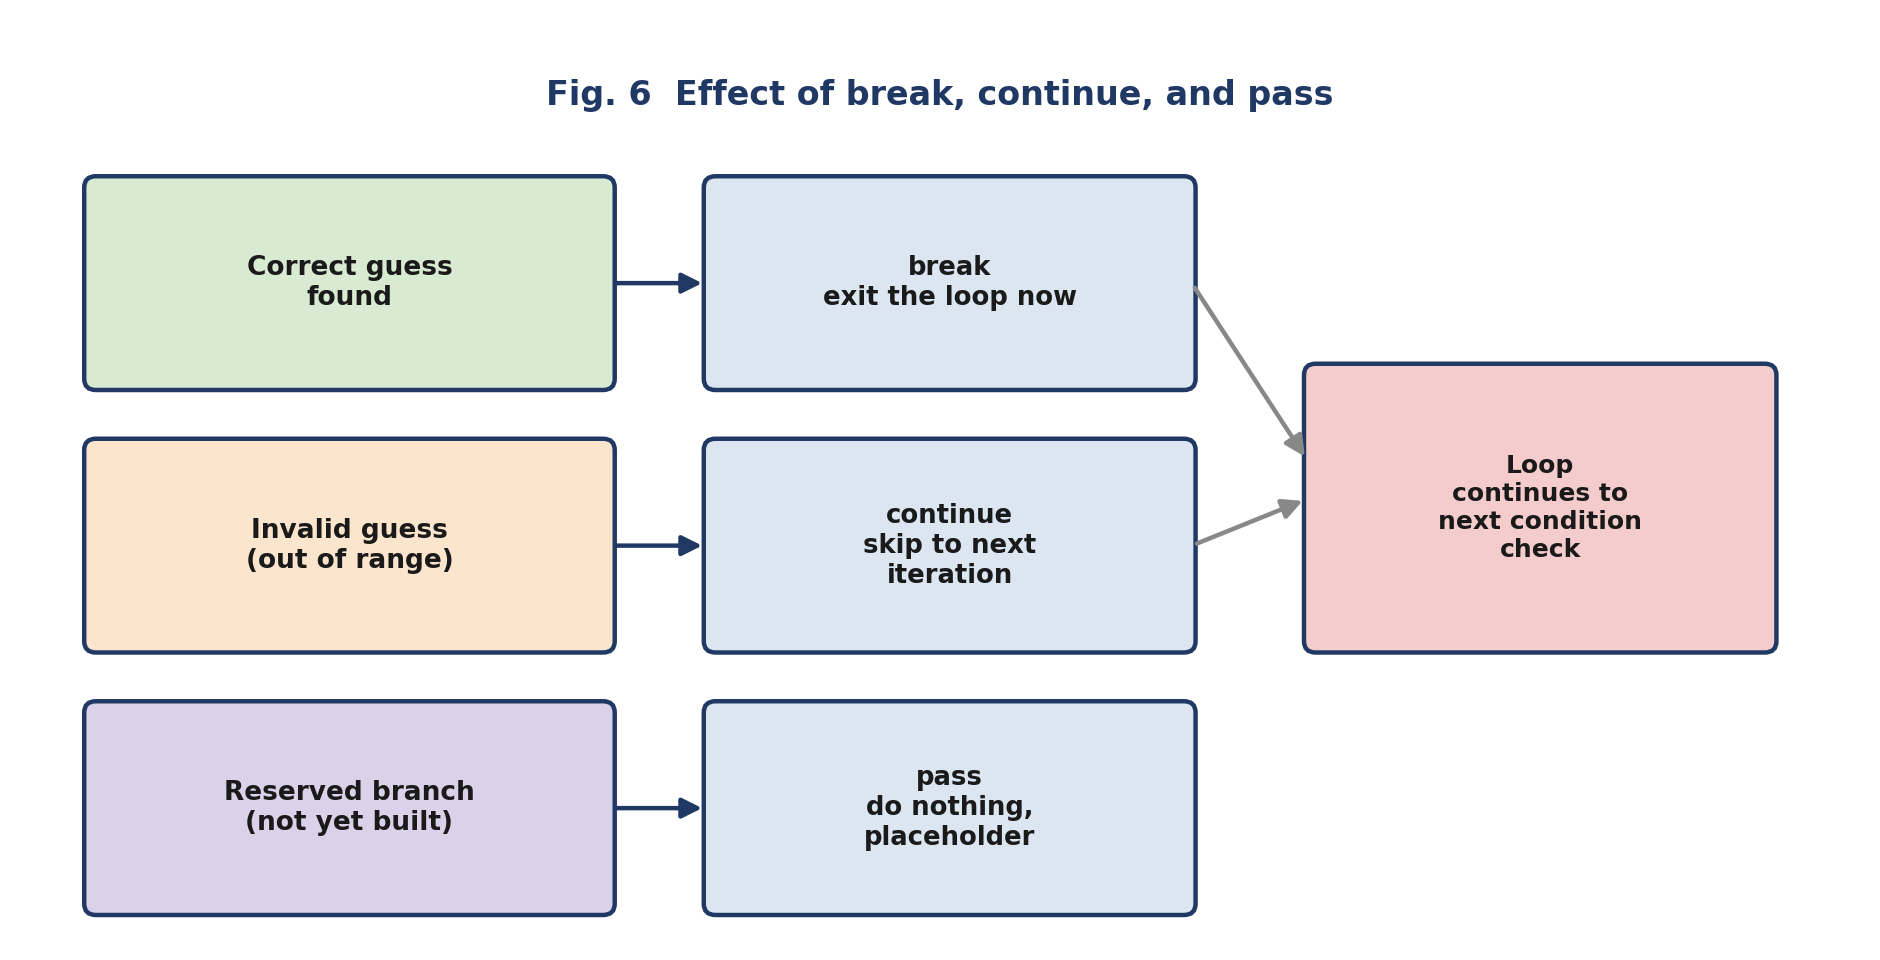 Fig. 6  Effect of break, continue, and pass
Correct guess
found
break
exit the loop now
Invalid guess
(out of range)
continue
skip to next
iteration
Loop
continues to
next condition
check
Reserved branch
(not yet built)
pass
do nothing,
placeholder